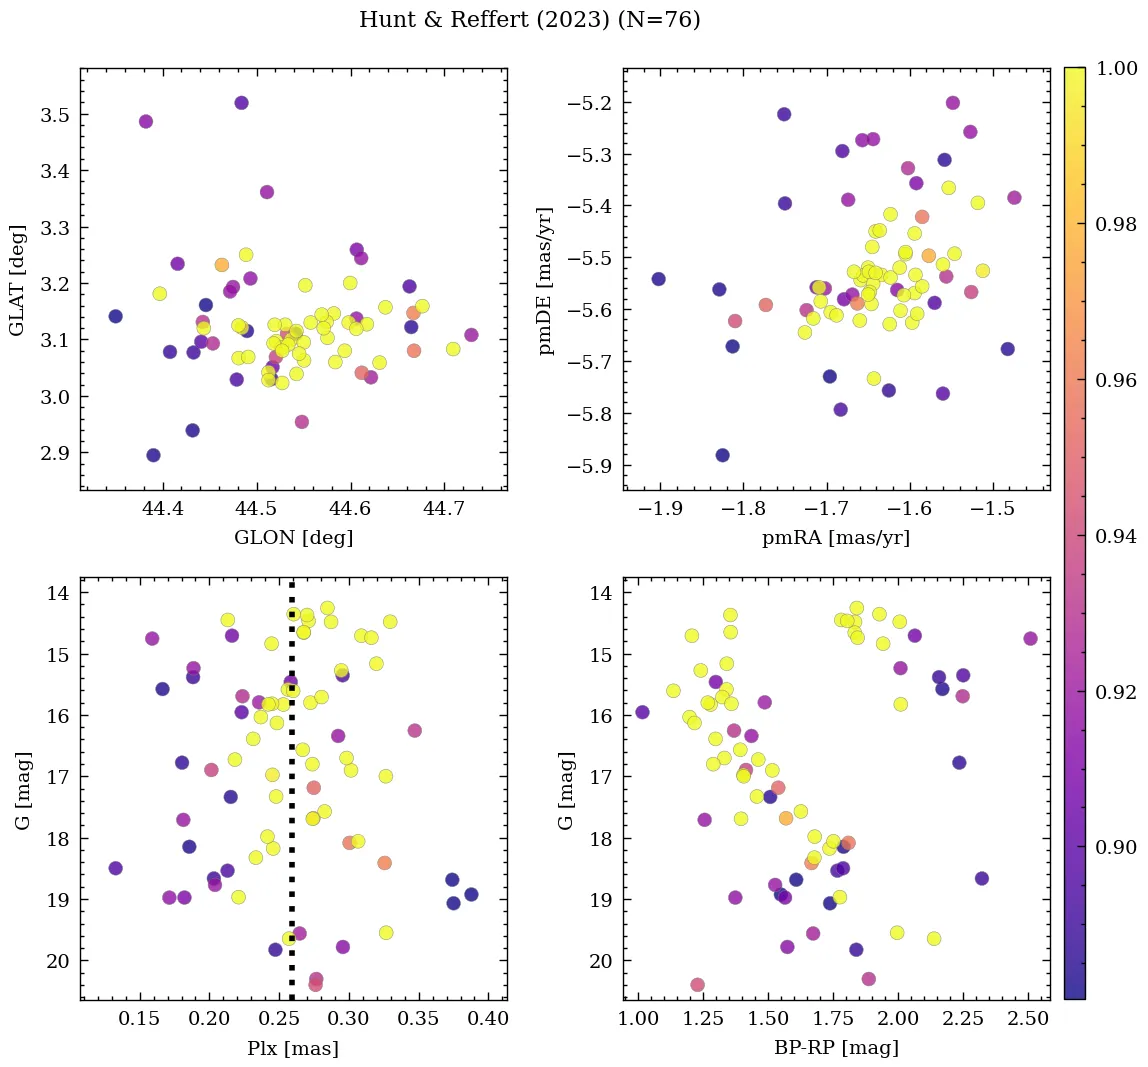 Hunt & Reffert (2023) (N=76)
3.5
3.4
3.3
3.2
3.1
3.0
2.9
GLAT [deg]
44.4 44.5 44.6 44.7
GLON [deg]
−5.2
−5.3
−5.4
−5.5
−5.6
−5.7
−5.8
−5.9
pmDE [mas/yr]
−1.9 −1.8 −1.7 −1.6 −1.5
pmRA [mas/yr]
14
15
16
17
18
19
20
G [mag]
0.15 0.20 0.25 0.30 0.35 0.40
Plx [mas]
14
15
16
17
18
19
20
G [mag]
1.00 1.25 1.50 1.75 2.00 2.25 2.50
BP-RP [mag]
1.00
0.98
0.96
0.94
0.92
0.90